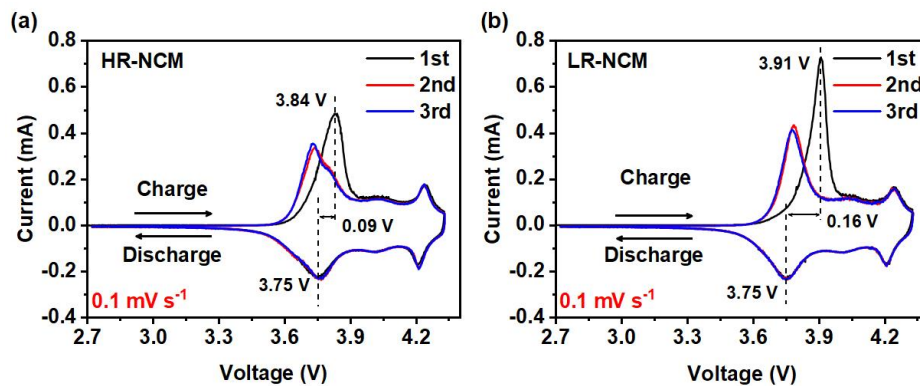 (a)
HR-NCM
1st
2nd
3rd
3.84 V
Charge
Discharge
0.09 V
3.75 V
0.1 mV s⁻¹
Current (mA)
0.8
0.6
0.4
0.2
0.0
-0.2
-0.4
2.7
3.0
3.3
3.6
3.9
4.2
Voltage (V)
(b)
LR-NCM
1st
2nd
3rd
3.91 V
Charge
Discharge
0.16 V
3.75 V
0.1 mV s⁻¹
Current (mA)
0.8
0.6
0.4
0.2
0.0
-0.2
-0.4
2.7
3.0
3.3
3.6
3.9
4.2
Voltage (V)